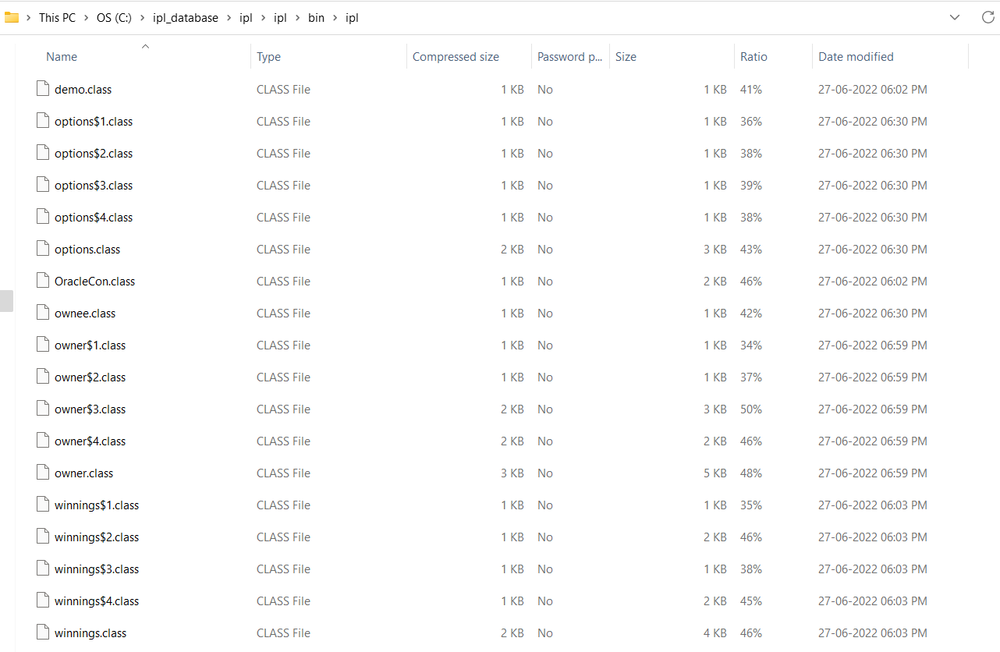 This PC > OS (C:) > ipl_database > ipl > ipl > bin > ipl
Name Type Compressed size Password p... Size Ratio Date modified
demo.class CLASS File 1 KB No 1 KB 41% 27-06-2022 06:02 PM
options$1.class CLASS File 1 KB No 1 KB 36% 27-06-2022 06:30 PM
options$2.class CLASS File 1 KB No 1 KB 38% 27-06-2022 06:30 PM
options$3.class CLASS File 1 KB No 1 KB 39% 27-06-2022 06:30 PM
options$4.class CLASS File 1 KB No 1 KB 38% 27-06-2022 06:30 PM
options.class CLASS File 2 KB No 3 KB 43% 27-06-2022 06:30 PM
OracleCon.class CLASS File 1 KB No 2 KB 46% 27-06-2022 06:02 PM
ownee.class CLASS File 1 KB No 1 KB 42% 27-06-2022 06:30 PM
owner$1.class CLASS File 1 KB No 1 KB 34% 27-06-2022 06:59 PM
owner$2.class CLASS File 1 KB No 1 KB 37% 27-06-2022 06:59 PM
owner$3.class CLASS File 2 KB No 3 KB 50% 27-06-2022 06:59 PM
owner$4.class CLASS File 2 KB No 2 KB 46% 27-06-2022 06:59 PM
owner.class CLASS File 3 KB No 5 KB 48% 27-06-2022 06:59 PM
winnings$1.class CLASS File 1 KB No 1 KB 35% 27-06-2022 06:03 PM
winnings$2.class CLASS File 1 KB No 2 KB 46% 27-06-2022 06:03 PM
winnings$3.class CLASS File 1 KB No 1 KB 38% 27-06-2022 06:03 PM
winnings$4.class CLASS File 1 KB No 2 KB 45% 27-06-2022 06:03 PM
winnings.class CLASS File 2 KB No 4 KB 46% 27-06-2022 06:03 PM